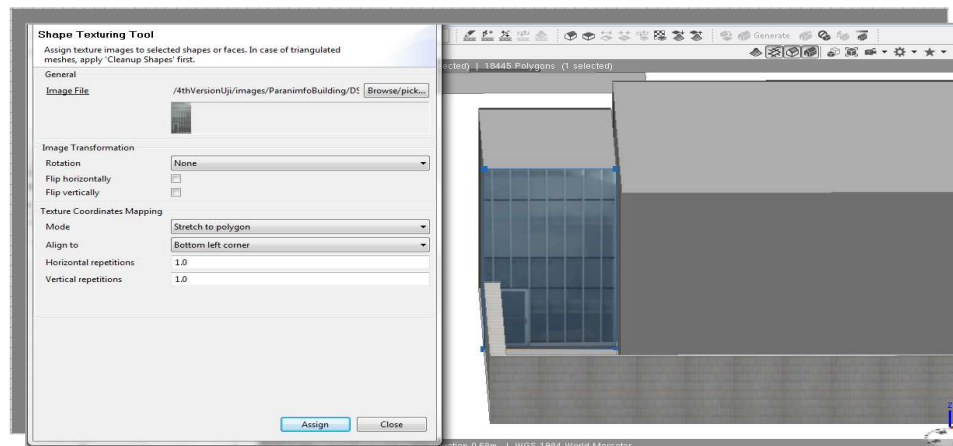 Shape Texturing Tool
Assign texture images to selected shapes or faces. In case of triangulated
meshes, apply 'Cleanup Shapes' first.
General
Image File
/4thVersionUji/images/ParanimfoBuilding/DS
Browse/pick...
Image Transformation
Rotation
None
Flip horizontally
Flip vertically
Texture Coordinates Mapping
Mode
Stretch to polygon
Align to
Bottom left corner
Horizontal repetitions
1.0
Vertical repetitions
1.0
Assign
Close
Generate
ected) | 18445 Polygons (1 selected)
z
0.68m | WGS 1984 World Mercator